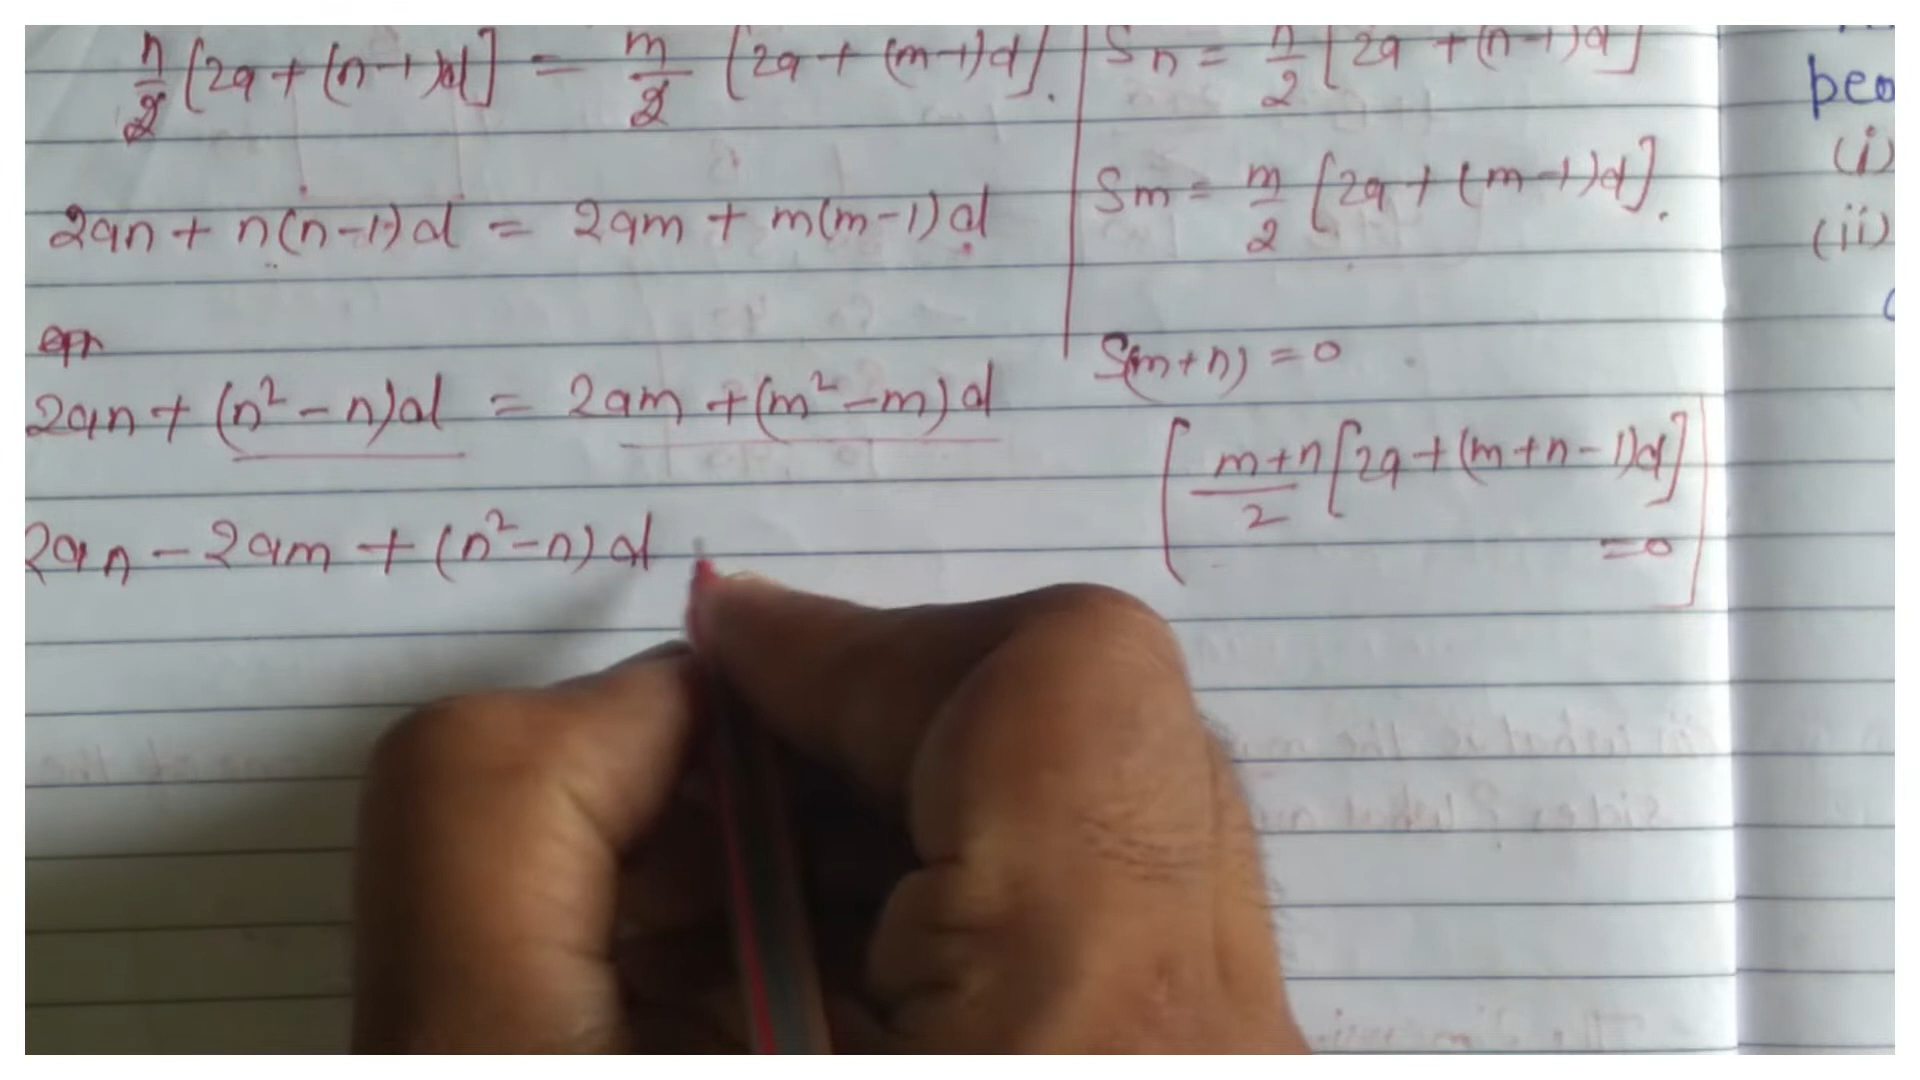 n/2 [2a + (n-1)d] = m/2 [2a + (m-1)d].
2an + n(n-1)d = 2am + m(m-1)d
2an + (n² - n)d = 2am + (m² - m)d
2an - 2am + (n² - n)d
Sn = n/2 [2a + (n-1)d]
Sm = m/2 [2a + (m-1)d].
S(m+n) = 0
[m+n/2 [2a + (m+n-1)d]
= 0]
(i)
(ii)